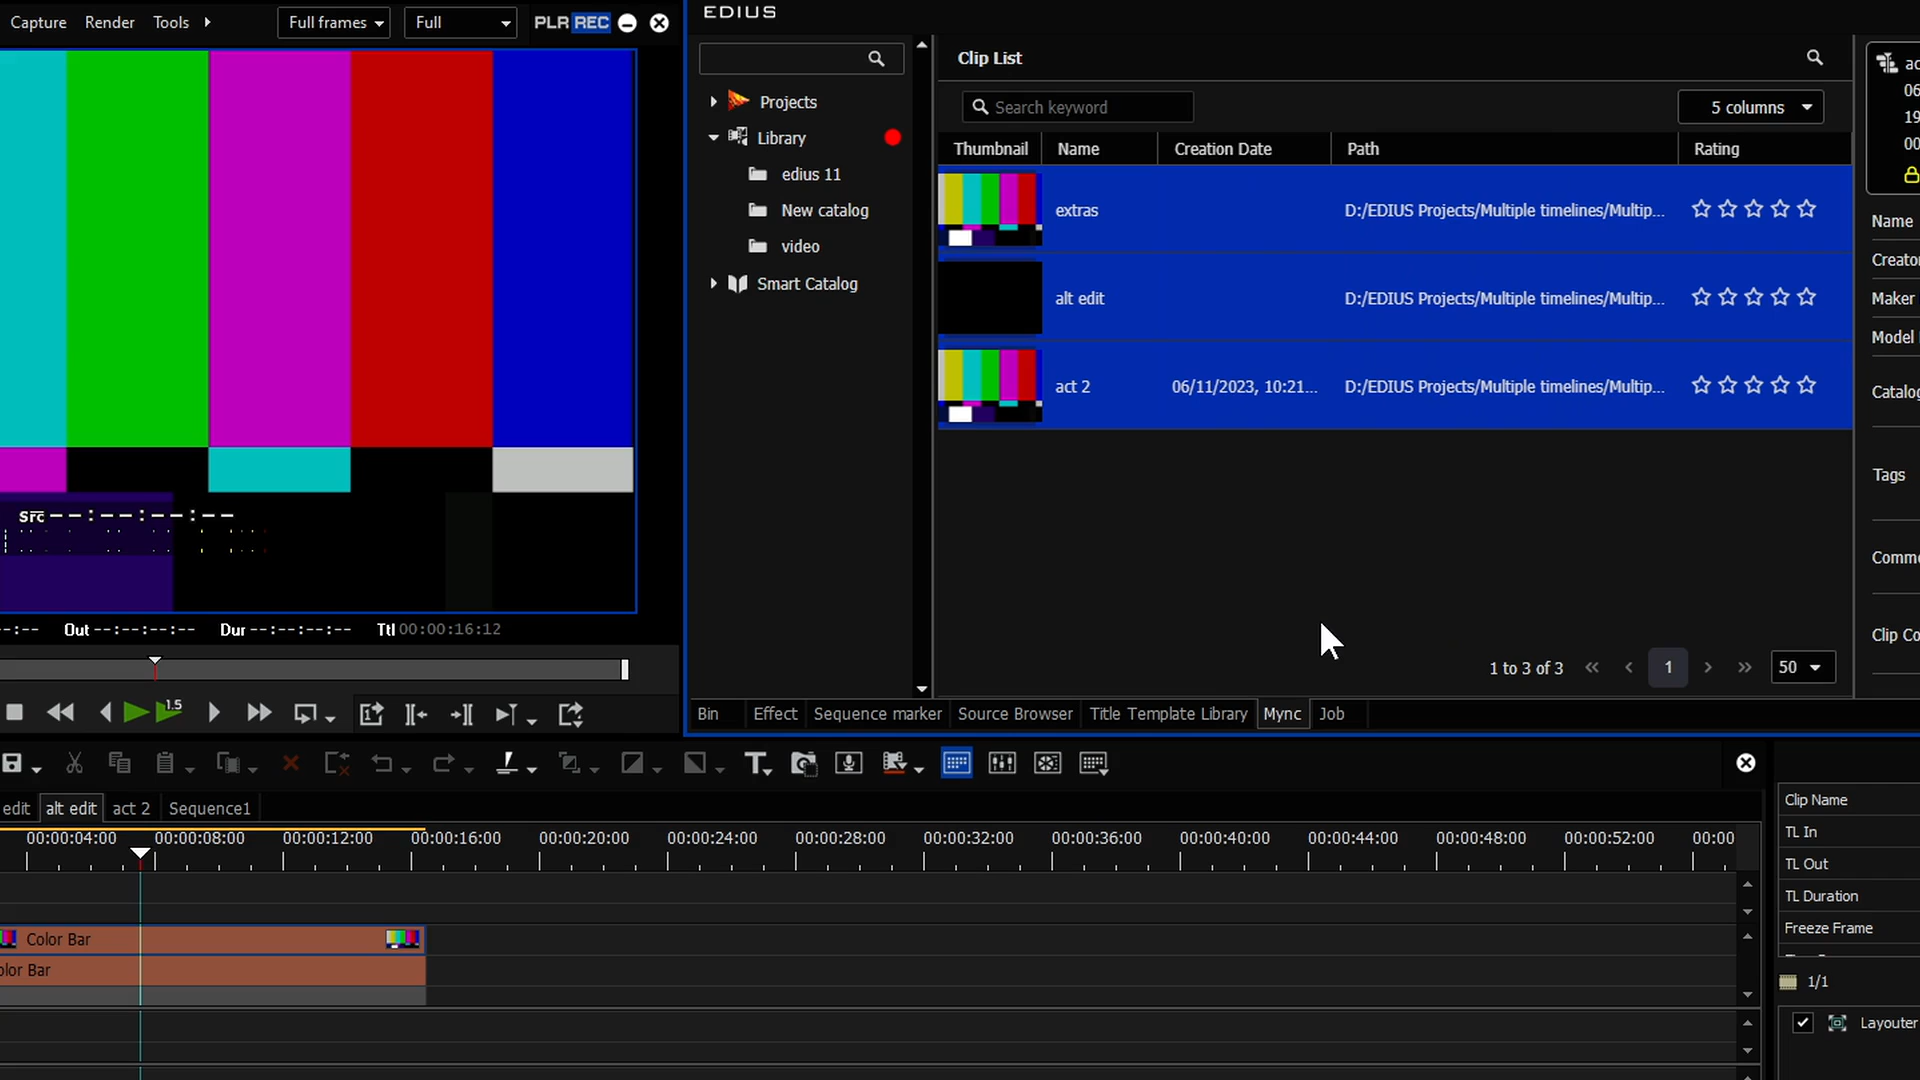 Capture Render Tools Full frames Full PLR REC
EDIUS
Projects
Library
edius 11
New catalog
video
Smart Catalog
Clip List
Search keyword
5 columns
Thumbnail Name Creation Date Path Rating
extras D:/EDIUS Projects/Multiple timelines/Multip...
alt edit D:/EDIUS Projects/Multiple timelines/Multip...
act 2 06/11/2023, 10:21... D:/EDIUS Projects/Multiple timelines/Multip...
1 to 3 of 3 << < 1 > >> 50
ac
06
19
00
Name
Creator
Maker
Model
Catalog
Tags
Comme
Clip Co
Src --:--:--:--
--:-- Out --:--:--:-- Dur --:--:--:-- Ttl 00:00:16:12
1.5
Bin Effect Sequence marker Source Browser Title Template Library Mync Job
edit alt edit act 2 Sequence1
00:00:04:00 00:00:08:00 00:00:12:00 00:00:16:00 00:00:20:00 00:00:24:00 00:00:28:00 00:00:32:00 00:00:36:00 00:00:40:00 00:00:44:00 00:00:48:00 00:00:52:00 00:00
Color Bar
olor Bar
Clip Name
TL In
TL Out
TL Duration
Freeze Frame
1/1
Layouter